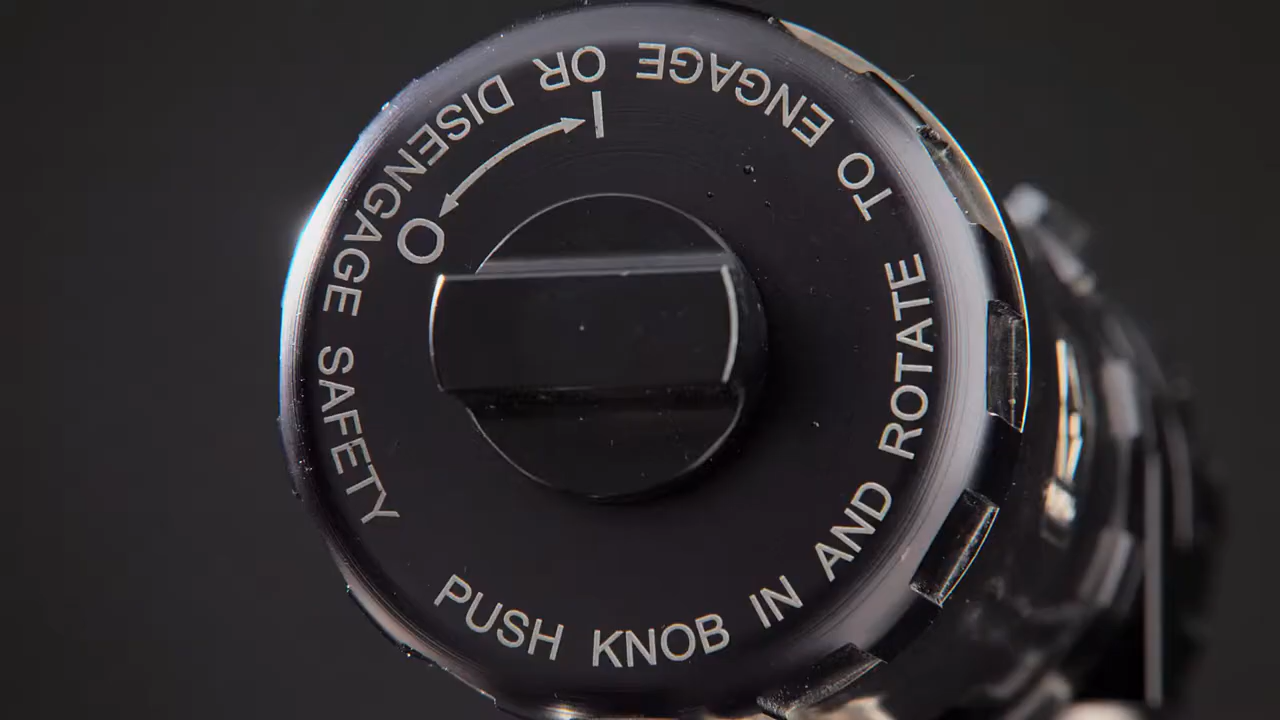 PUSH KNOB IN AND ROTATE TO ENGAGE OR DISENGAGE SAFETY
O
I